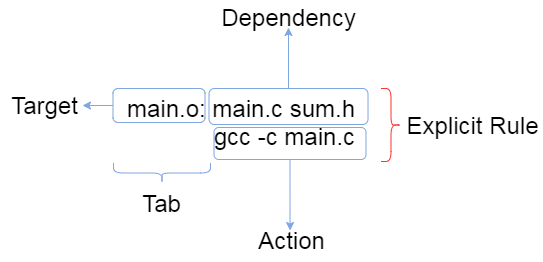 Dependency
Target
main.o: main.c sum.h
gcc -c main.c
Explicit Rule
Tab
Action